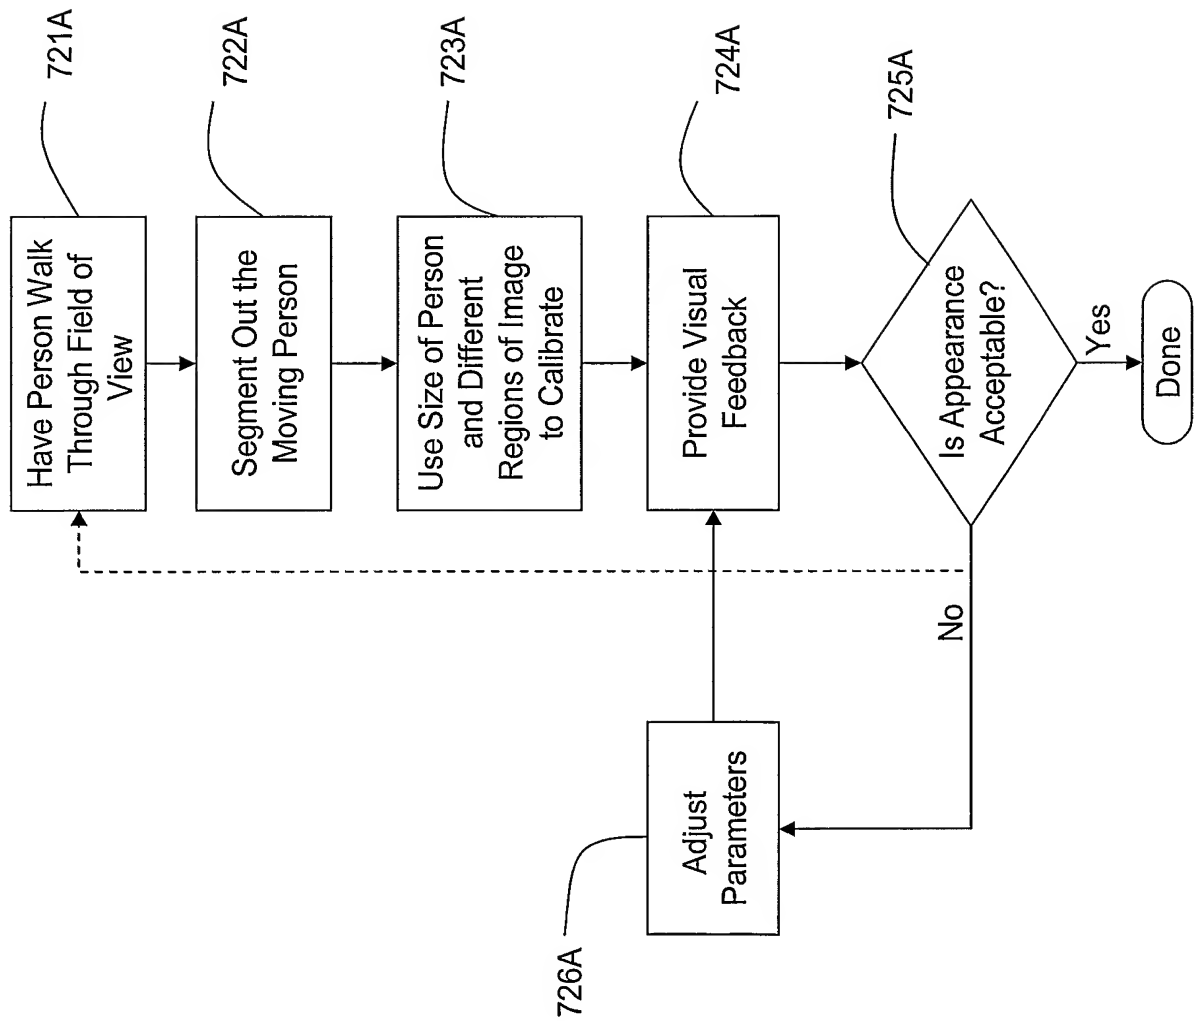 721A
Have Person Walk
Through Field of
View
722A
Segment Out the
Moving Person
723A
Use Size of Person
and Different
Regions of Image
to Calibrate
724A
Provide Visual
Feedback
725A
Is Appearance
Acceptable?
Yes
Done
No
Adjust
Parameters
726A